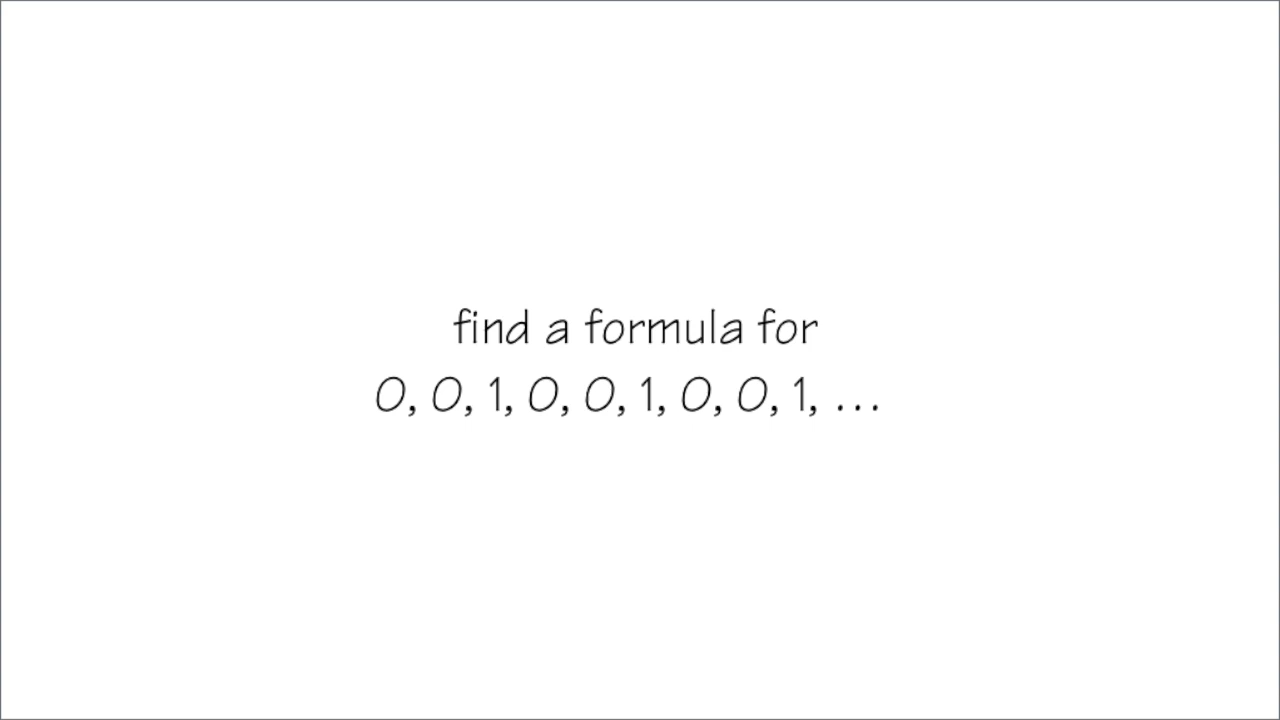 find a formula for
0, 0, 1, 0, 0, 1, 0, 0, 1, ...